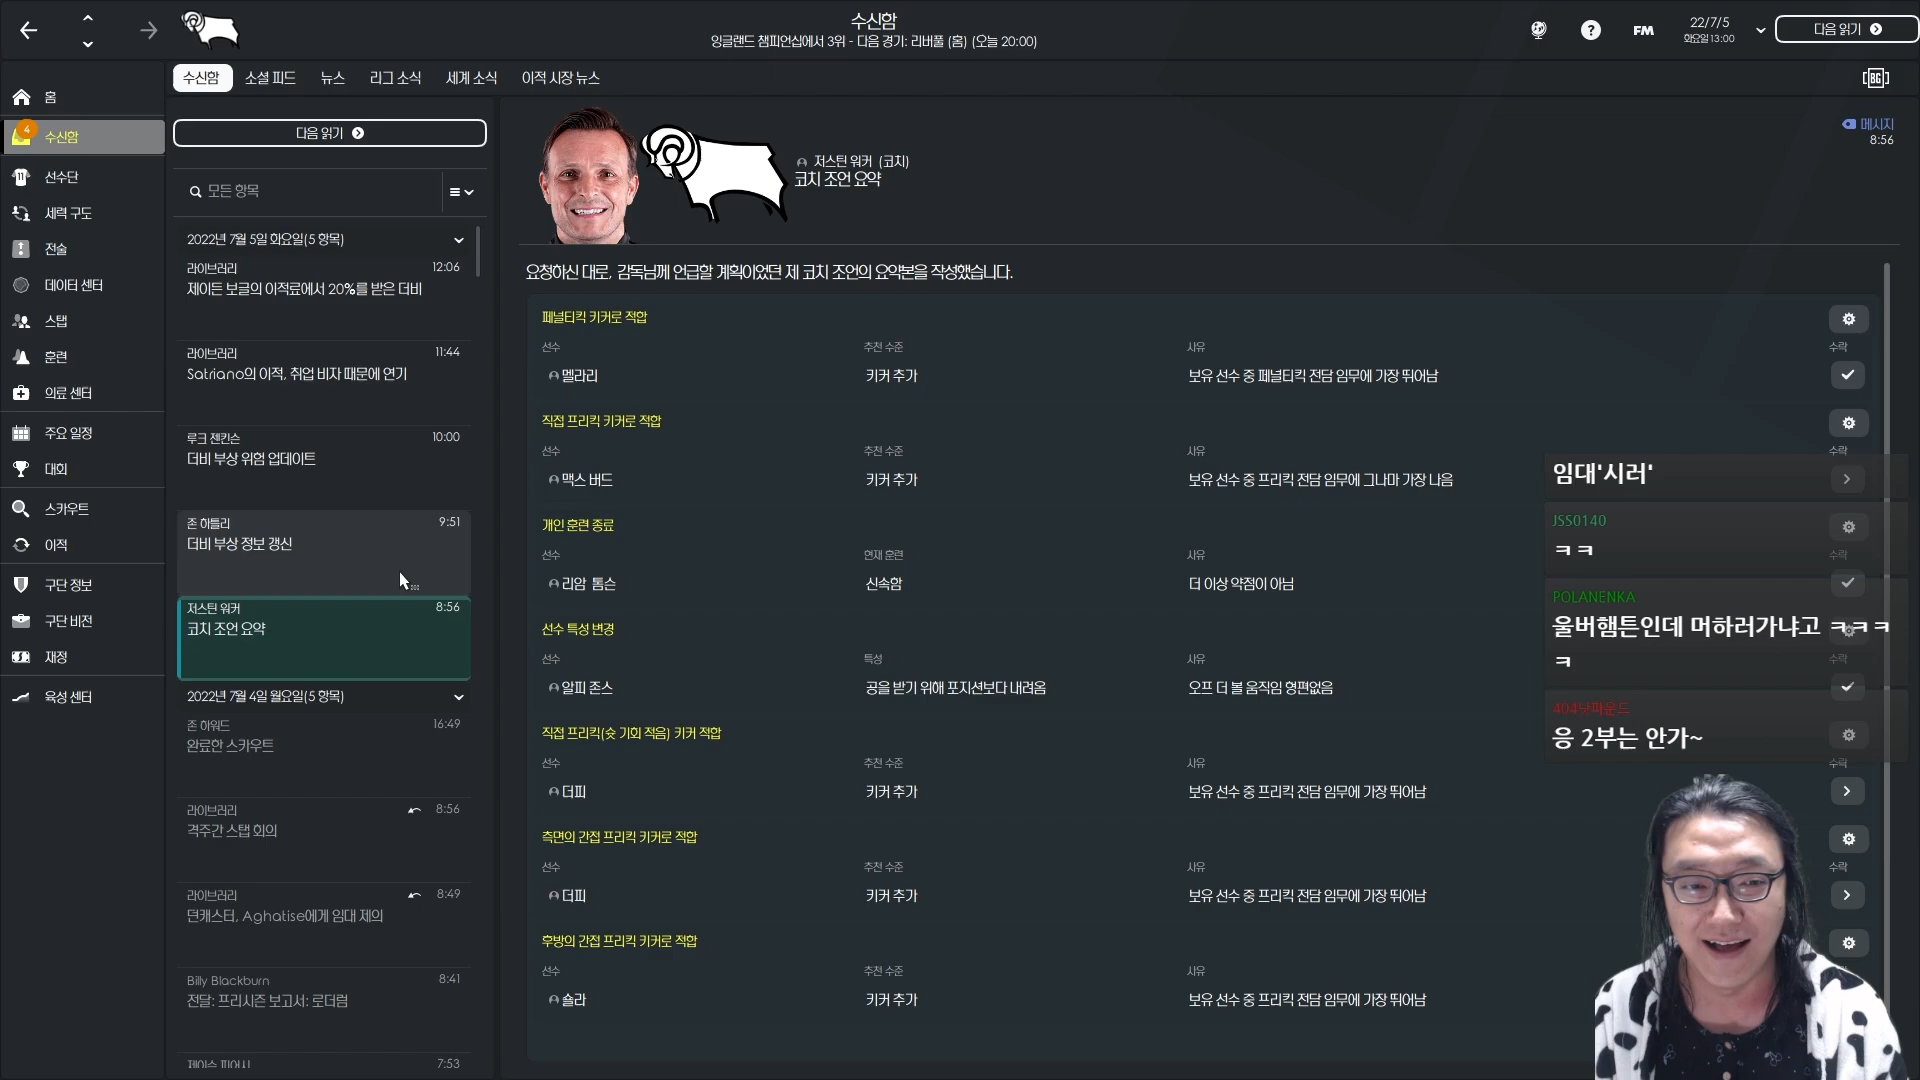 수신함
잉글랜드 챔피언십에서 3위 - 다음 경기: 리버풀 (홈) (오늘 20:00)
FM
22/7/5
화요일 13:00
다음 읽기
홈
4
수신함
선수단
세력 구도
전술
데이터 센터
스탭
훈련
의료 센터
주요 일정
대회
스카우트
이적
구단 정보
구단 비전
재정
육성 센터
수신함
소셜 피드
뉴스
리그 소식
세계 소식
이적 시장 뉴스
BG
다음 읽기
모든 항목
2022년 7월 5일 화요일(5 항목)
라이브러리
12:06
제이든 보글의 이적료에서 20%를 받은 더비
라이브러리
11:44
Satriano의 이적, 취업 비자 때문에 연기
루크 젠킨슨
10:00
더비 부상 위험 업데이트
존 하틀리
9:51
더비 부상 정보 갱신
저스틴 워커
8:56
코치 조언 요약
2022년 7월 4일 월요일(5 항목)
존 하워드
16:49
완료한 스카우트
라이브러리
8:56
격주간 스탭 회의
라이브러리
8:49
던캐스터, Aghatise에게 임대 제의
Billy Blackburn
8:41
전달: 프리시즌 보고서: 로더럼
7:53
저스틴 워커 (코치)
코치 조언 요약
메시지
8:56
요청하신 대로, 감독님께 언급할 계획이었던 제 코치 조언의 요약본을 작성했습니다.
페널티킥 키커로 적합
선수 추천 수준 사유 수락
멜라리 키커 추가 보유 선수 중 페널티킥 전담 임무에 가장 뛰어남
직접 프리킥 키커로 적합
선수 추천 수준 사유 수락
맥스 버드 키커 추가 보유 선수 중 프리킥 전담 임무에 그나마 가장 나음
개인 훈련 종료
선수 현재 훈련 사유 수락
리암 톰슨 신속함 더 이상 약점이 아님
선수 특성 변경
선수 특성 사유 수락
알피 존스 공을 받기 위해 포지션보다 내려옴 오프 더 볼 움직임 형편없음
직접 프리킥(슛 기회 적음) 키커 적합
선수 추천 수준 사유 수락
더피 키커 추가 보유 선수 중 프리킥 전담 임무에 가장 뛰어남
측면의 간접 프리킥 키커로 적합
선수 추천 수준 사유 수락
더피 키커 추가 보유 선수 중 프리킥 전담 임무에 가장 뛰어남
후방의 간접 프리킥 키커로 적합
선수 추천 수준 사유
숄라 키커 추가 보유 선수 중 프리킥 전담 임무에 가장 뛰어남
임대'시러'
JSS0140
ㅋㅋ
POLANENKA
울버햄튼인데 머하러가냐고 ㅋㅋㅋ
ㅋ
404낫파운드
응 2부는 안가~